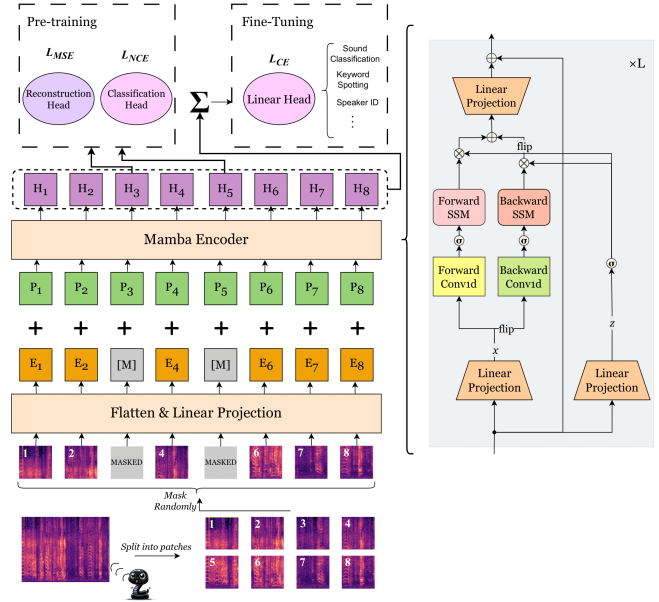 Pre-training
L_MSE
L_NCE
Reconstruction
Head
Classification
Head
Σ
Fine-Tuning
L_CE
Linear Head
Sound
Classification
Keyword
Spotting
Speaker ID
⋮
H1 H2 H3 H4 H5 H6 H7 H8
Mamba Encoder
P1 P2 P3 P4 P5 P6 P7 P8
+ + + + + + + +
E1 E2 [M] E4 [M] E6 E7 E8
Flatten & Linear Projection
1 2 MASKED 4 MASKED 6 7 8
Mask
Randomly
Split into patches
1 2 3 4
5 6 7 8
×L
Linear
Projection
flip
Forward
SSM
Backward
SSM
σ σ
Forward
Conv1d
Backward
Conv1d
σ
flip
x
z
Linear
Projection
Linear
Projection